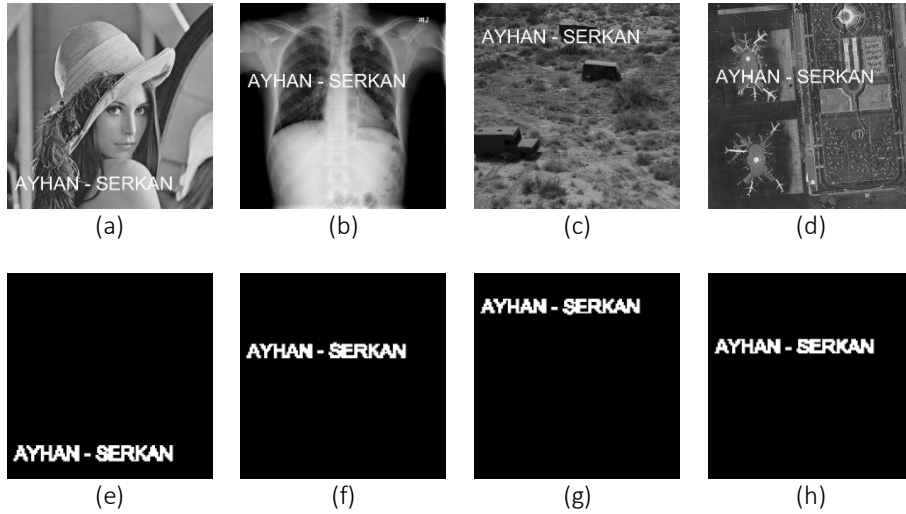 AYHAN - SERKAN
AYHAN - SERKAN
AYHAN - SERKAN
AYHAN - SERKAN
(a)
(b)
(c)
(d)
AYHAN - SERKAN
AYHAN - SERKAN
AYHAN - SERKAN
AYHAN - SERKAN
(e)
(f)
(g)
(h)